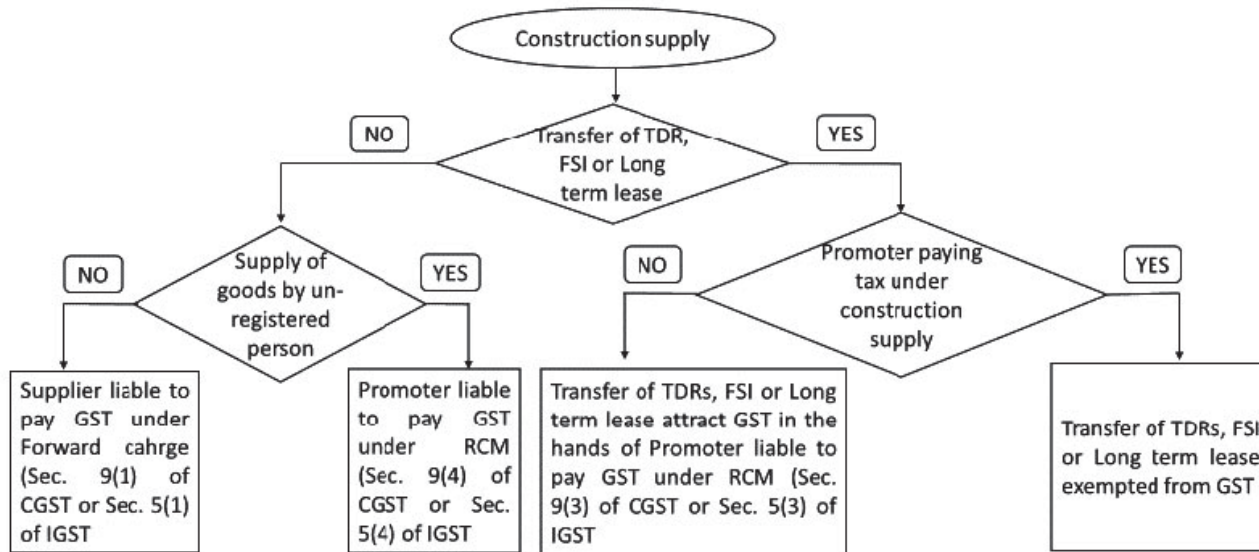 Construction supply
NO
Transfer of TDR,
FSI or Long
term lease
YES
NO
Supply of
goods by un-
registered
person
YES
NO
Promoter paying
tax under
construction
supply
YES
Supplier liable to
pay GST under
Forward cahrge
(Sec. 9(1) of
CGST or Sec. 5(1)
of IGST
Promoter liable
to pay GST
under RCM
(Sec. 9(4) of
CGST or Sec.
5(4) of IGST
Transfer of TDRs, FSI or Long
term lease attract GST in the
hands of Promoter liable to
pay GST under RCM (Sec.
9(3) of CGST or Sec. 5(3) of
IGST
Transfer of TDRs, FSI
or Long term lease
exempted from GST